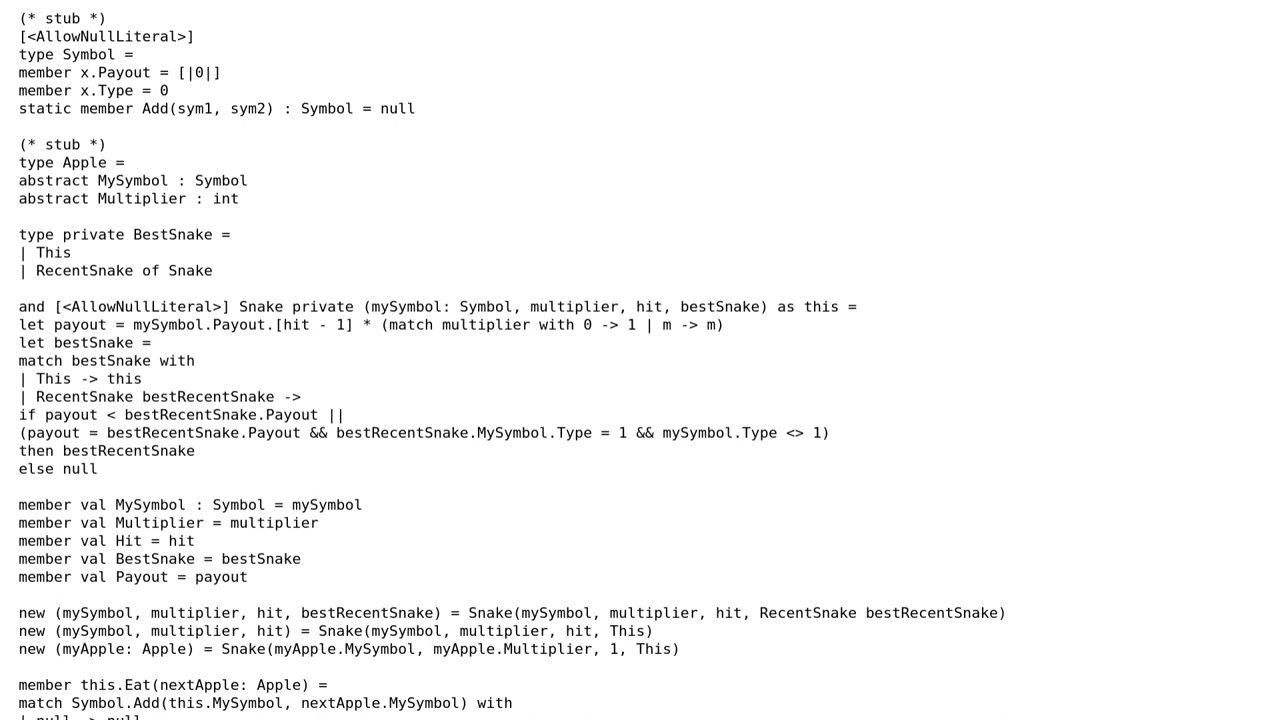 (* stub *)
[<AllowNullLiteral>]
type Symbol =
member x.Payout = [|0|]
member x.Type = 0
static member Add(sym1, sym2) : Symbol = null
(* stub *)
type Apple =
abstract MySymbol : Symbol
abstract Multiplier : int
type private BestSnake =
| This
| RecentSnake of Snake
and [<AllowNullLiteral>] Snake private (mySymbol: Symbol, multiplier, hit, bestSnake) as this =
let payout = mySymbol.Payout.[hit - 1] * (match multiplier with 0 -> 1 | m -> m)
let bestSnake =
match bestSnake with
| This -> this
| RecentSnake bestRecentSnake ->
if payout < bestRecentSnake.Payout ||
(payout = bestRecentSnake.Payout && bestRecentSnake.MySymbol.Type = 1 && mySymbol.Type <> 1)
then bestRecentSnake
else null
member val MySymbol : Symbol = mySymbol
member val Multiplier = multiplier
member val Hit = hit
member val BestSnake = bestSnake
member val Payout = payout
new (mySymbol, multiplier, hit, bestRecentSnake) = Snake(mySymbol, multiplier, hit, RecentSnake bestRecentSnake)
new (mySymbol, multiplier, hit) = Snake(mySymbol, multiplier, hit, This)
new (myApple: Apple) = Snake(myApple.MySymbol, myApple.Multiplier, 1, This)
member this.Eat(nextApple: Apple) =
match Symbol.Add(this.MySymbol, nextApple.MySymbol) with
| null -> null